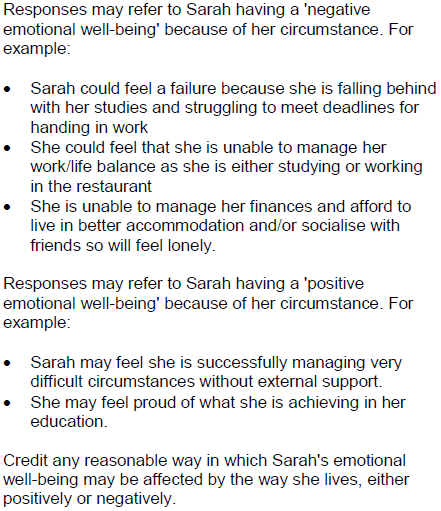 Responses may refer to Sarah having a 'negative
emotional well-being' because of her circumstance. For
example:
• Sarah could feel a failure because she is falling behind
with her studies and struggling to meet deadlines for
handing in work
• She could feel that she is unable to manage her
work/life balance as she is either studying or working
in the restaurant
• She is unable to manage her finances and afford to
live in better accommodation and/or socialise with
friends so will feel lonely.
Responses may refer to Sarah having a 'positive
emotional well-being' because of her circumstance. For
example:
• Sarah may feel she is successfully managing very
difficult circumstances without external support.
• She may feel proud of what she is achieving in her
education.
Credit any reasonable way in which Sarah's emotional
well-being may be affected by the way she lives, either
positively or negatively.